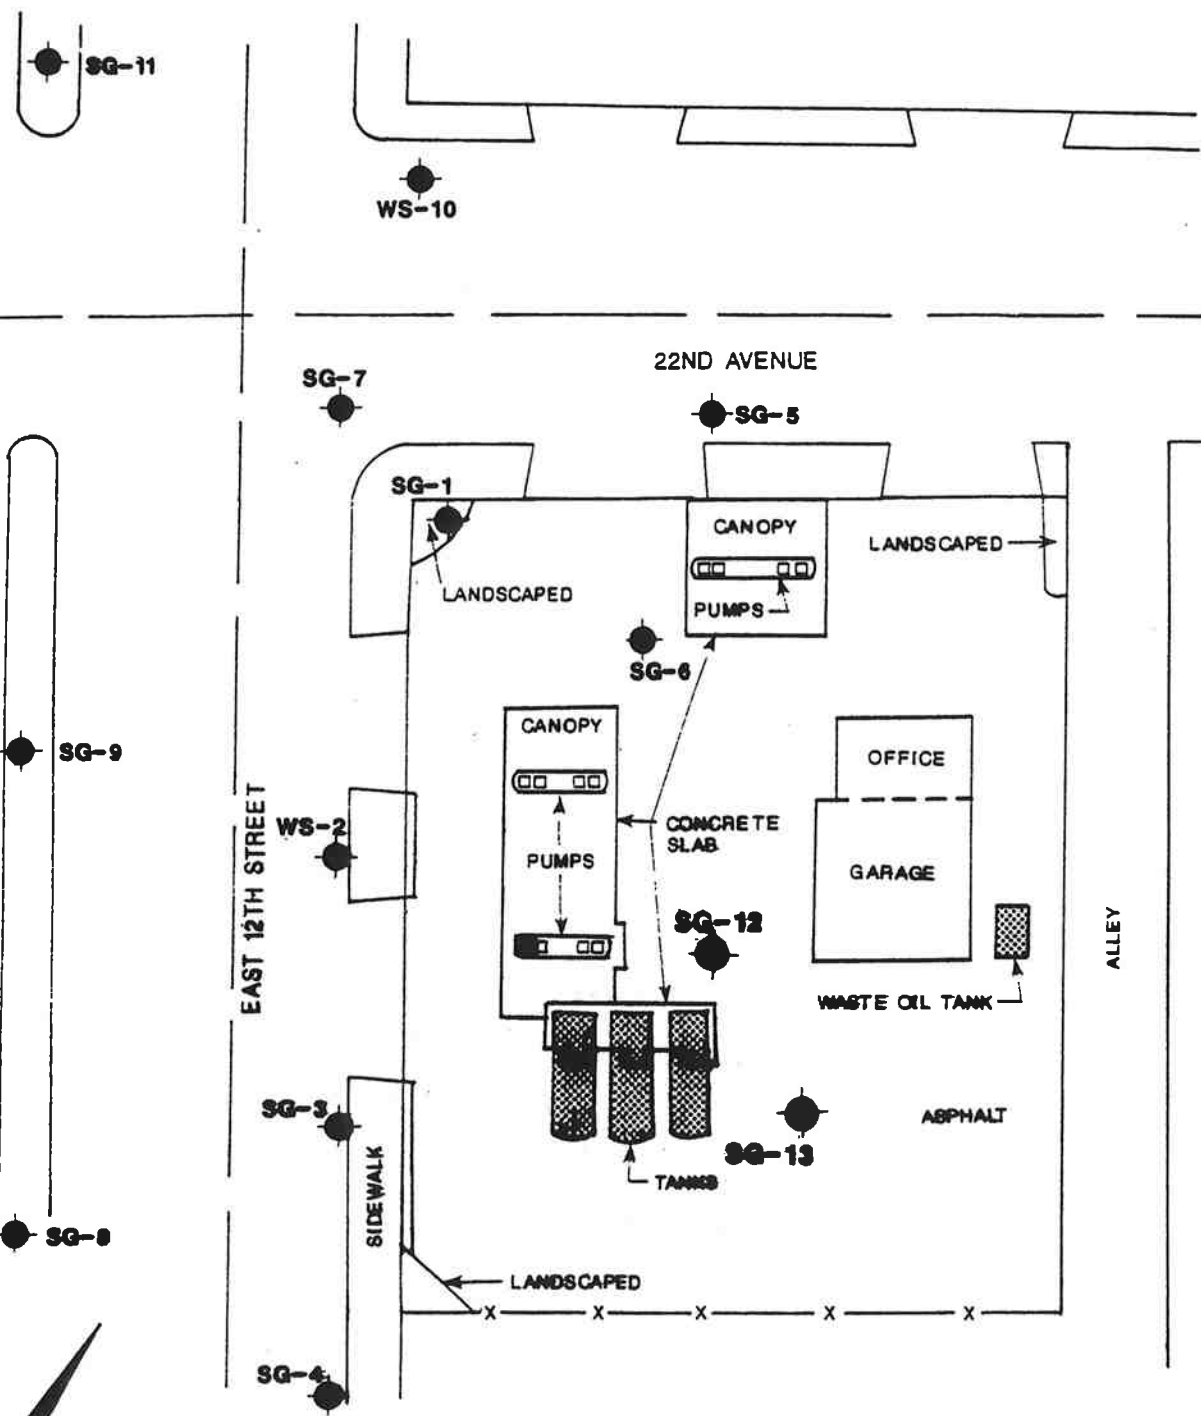 SG-11
WS-10
22ND AVENUE
SG-7
SG-5
SG-1
CANOPY
LANDSCAPED
LANDSCAPED
PUMPS
SG-6
CANOPY
SG-9
OFFICE
EAST 12TH STREET
WS-2
CONCRETE
SLAB
PUMPS
GARAGE
SG-12
ALLEY
WASTE OIL TANK
SG-3
ASPHALT
SG-13
TANKS
SIDEWALK
SG-8
LANDSCAPED
X X X X X
SG-4